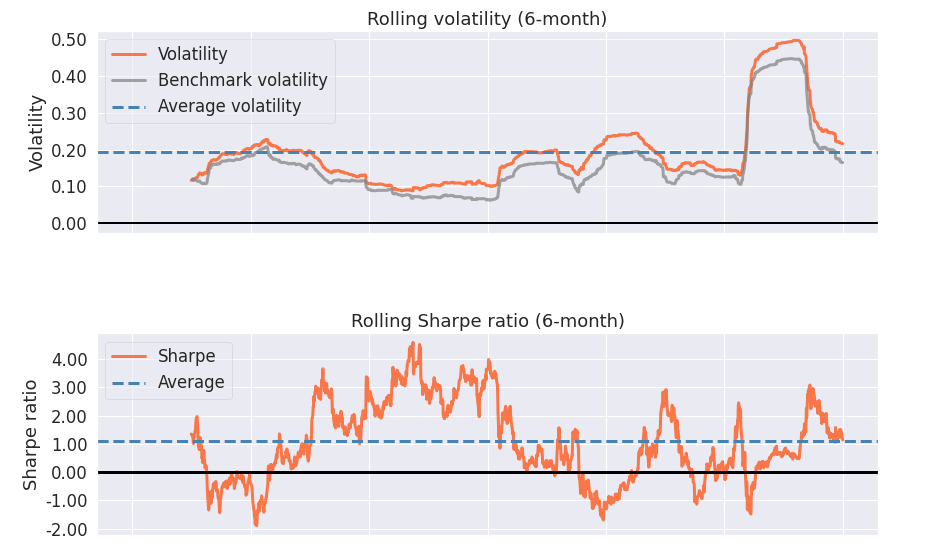 Rolling volatility (6-month)
0.50
0.40
0.30
0.20
0.10
0.00
Volatility
Volatility
Benchmark volatility
Average volatility
Rolling Sharpe ratio (6-month)
4.00
3.00
2.00
1.00
0.00
-1.00
-2.00
Sharpe ratio
Sharpe
Average